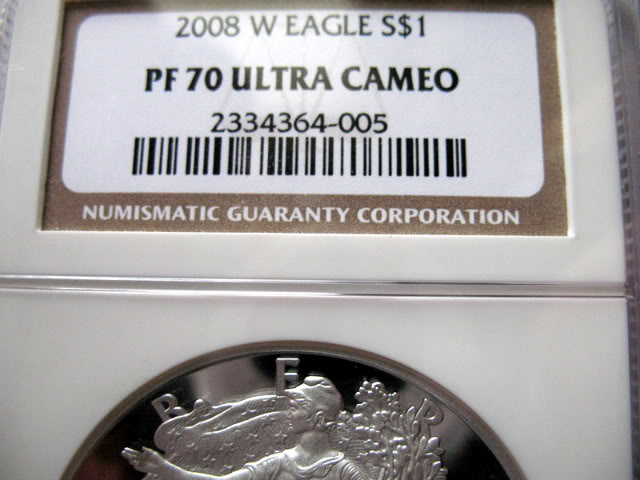 2008 W EAGLE S$1
PF 70 ULTRA CAMEO
2334364-005
NUMISMATIC GUARANTY CORPORATION
B E R